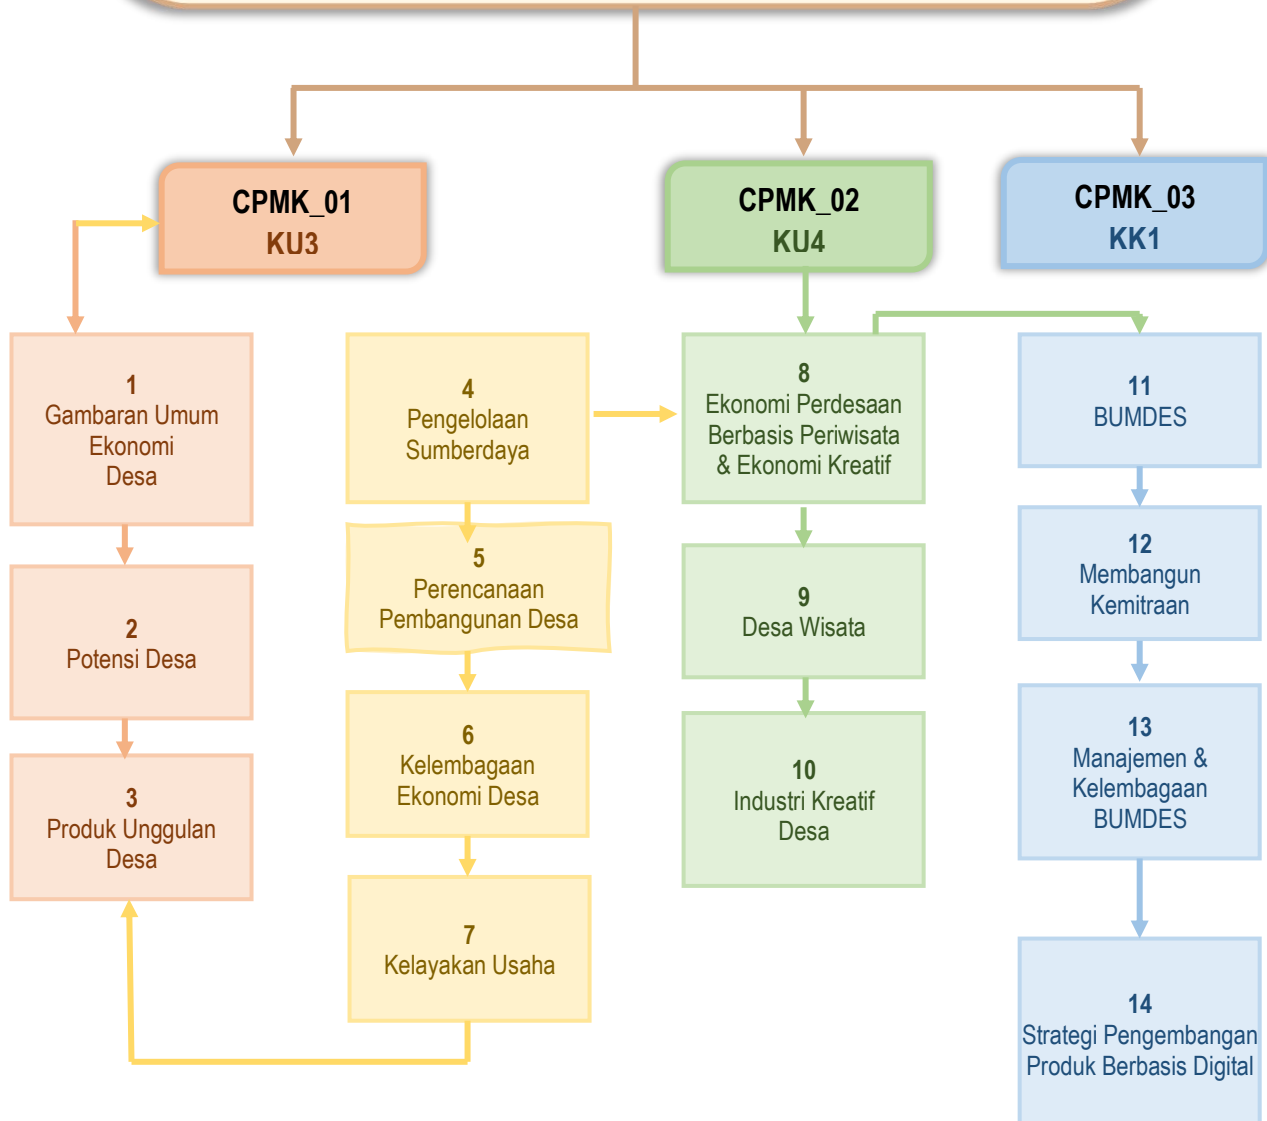 CPMK_01
KU3
CPMK_02
KU4
CPMK_03
KK1
1
Gambaran Umum
Ekonomi
Desa
2
Potensi Desa
3
Produk Unggulan
Desa
4
Pengelolaan
Sumberdaya
5
Perencanaan
Pembangunan Desa
6
Kelembagaan
Ekonomi Desa
7
Kelayakan Usaha
8
Ekonomi Perdesaan
Berbasis Periwisata
& Ekonomi Kreatif
9
Desa Wisata
10
Industri Kreatif
Desa
11
BUMDES
12
Membangun
Kemitraan
13
Manajemen &
Kelembagaan
BUMDES
14
Strategi Pengembangan
Produk Berbasis Digital